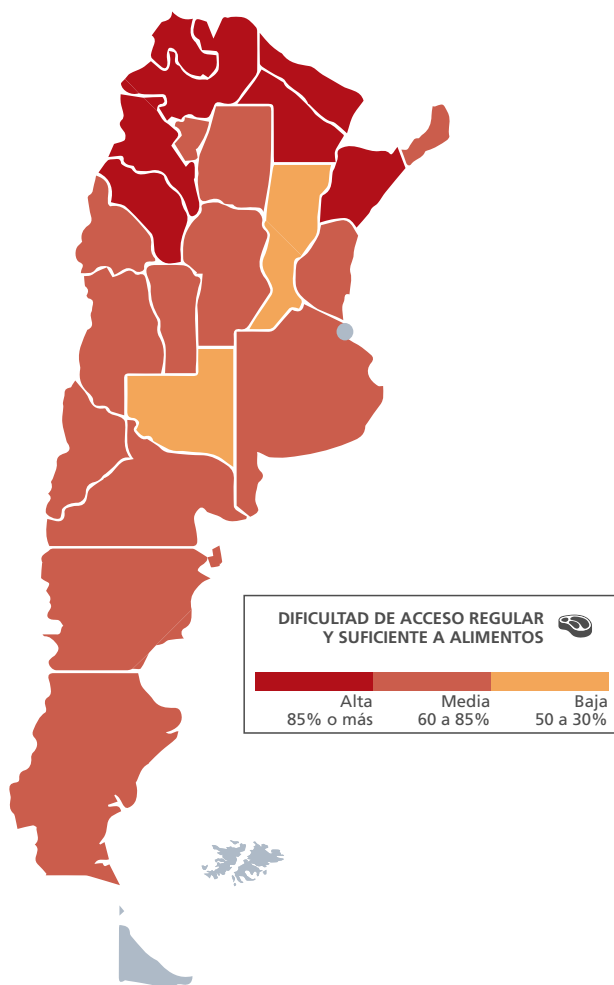 DIFICULTAD DE ACCESO REGULAR
Y SUFICIENTE A ALIMENTOS
Alta
85% o más
Media
60 a 85%
Baja
50 a 30%